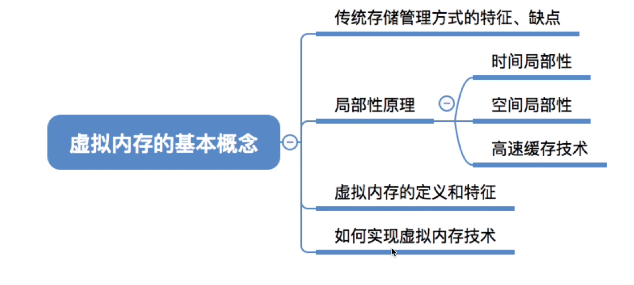 虚拟内存的基本概念
传统存储管理方式的特征、缺点
局部性原理
时间局部性
空间局部性
高速缓存技术
虚拟内存的定义和特征
如何实现虚拟内存技术